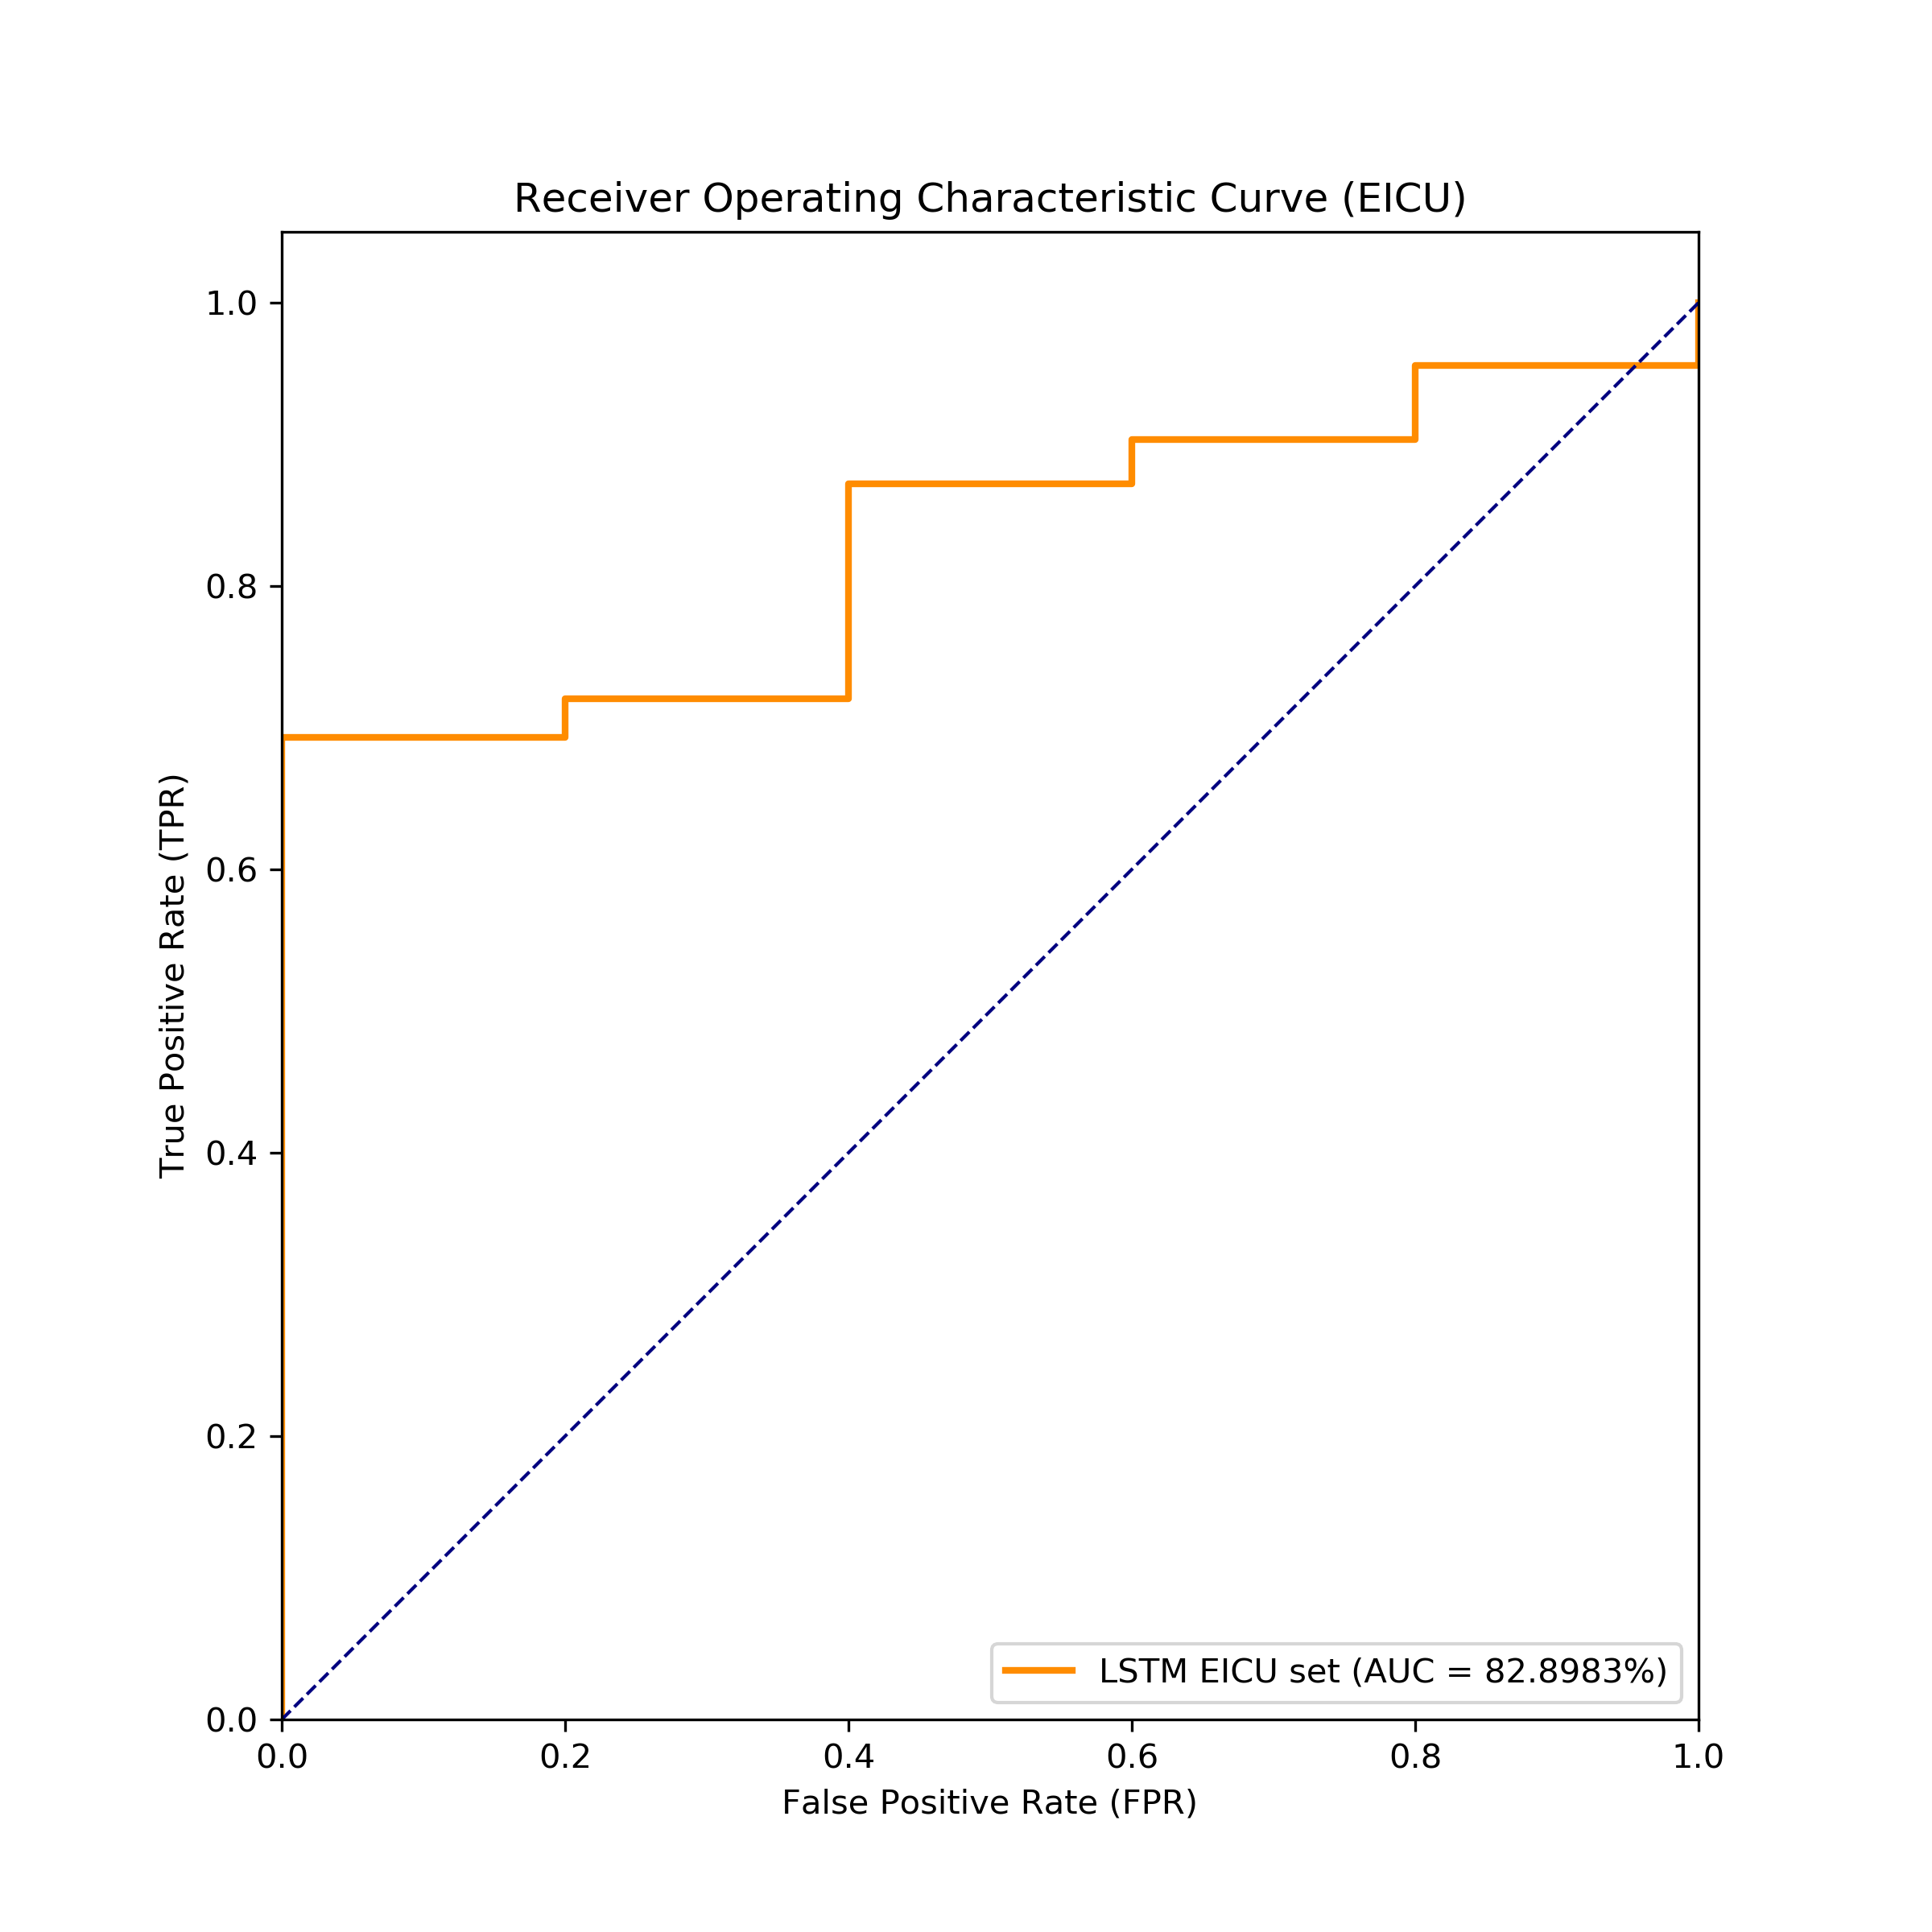 Receiver Operating Characteristic Curve (EICU)
True Positive Rate (TPR)
1.0
0.8
0.6
0.4
0.2
0.0
LSTM EICU set (AUC = 82.8983%)
0.0 0.2 0.4 0.6 0.8 1.0
False Positive Rate (FPR)